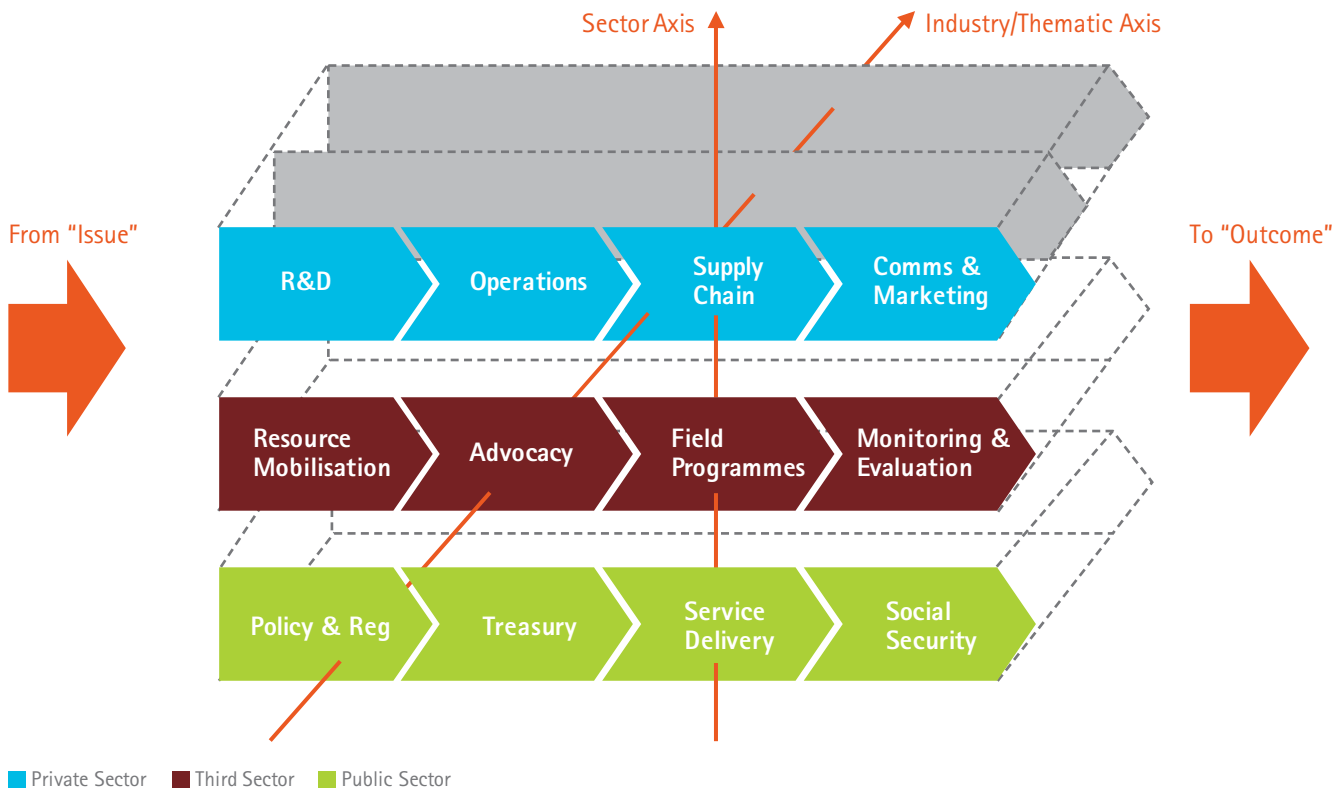 Sector Axis
Industry/Thematic Axis
From "Issue"
To "Outcome"
R&D
Operations
Supply
Chain
Comms &
Marketing
Resource
Mobilisation
Advocacy
Field
Programmes
Monitoring &
Evaluation
Policy & Reg
Treasury
Service
Delivery
Social
Security
Private Sector
Third Sector
Public Sector